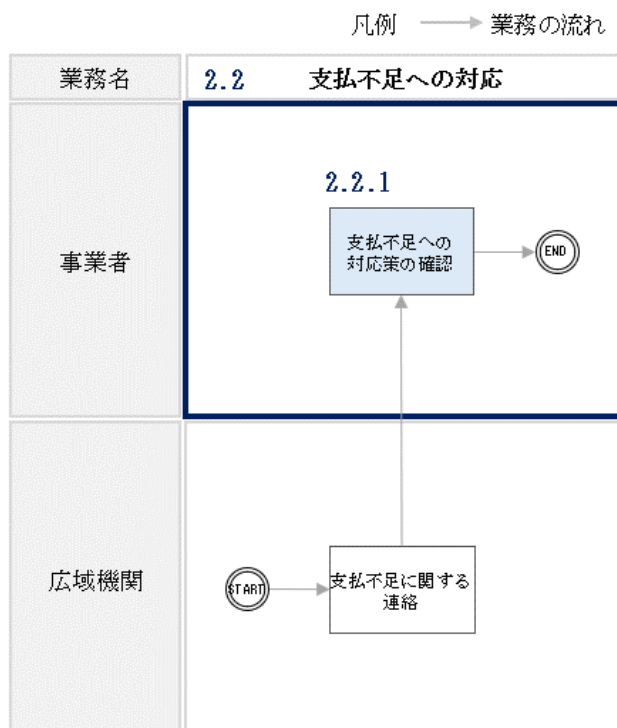 凡例 業務の流れ
業務名 2.2 支払不足への対応
事業者
2.2.1
支払不足への
対応策の確認
END
広域機関
START
支払不足に関する
連絡